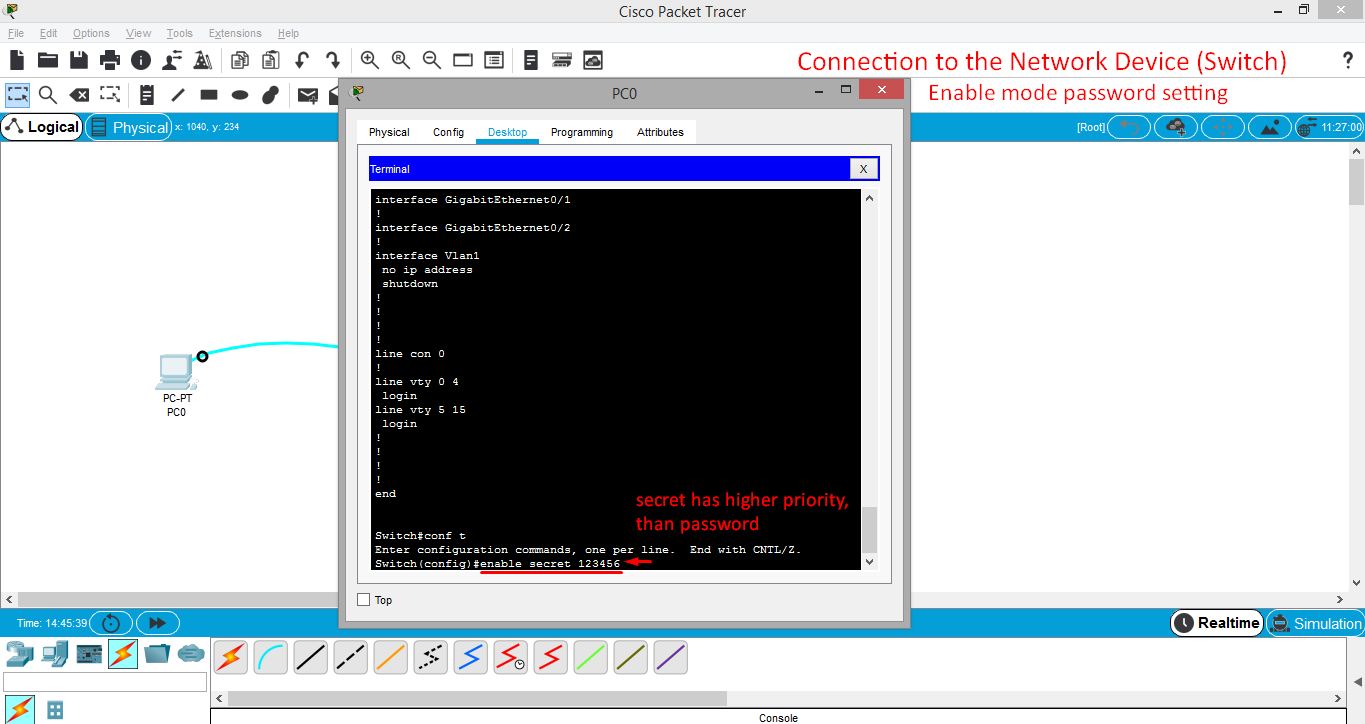 Cisco Packet Tracer
File Edit Options View Tools Extensions Help
Connection to the Network Device (Switch)
?
PC0
Enable mode password setting
Logical Physical x: 1040, y: 234
[Root] 11:27:00
Physical Config Desktop Programming Attributes
Terminal X
interface GigabitEthernet0/1
!
interface GigabitEthernet0/2
!
interface Vlan1
no ip address
shutdown
!
!
!
!
line con 0
!
line vty 0 4
login
line vty 5 15
login
!
!
!
!
end
secret has higher priority,
than password
Switch#conf t
Enter configuration commands, one per line. End with CNTL/Z.
Switch(config)#enable secret 123456
PC-PT
PC0
Top
Time: 14:45:39
Realtime Simulation
Console